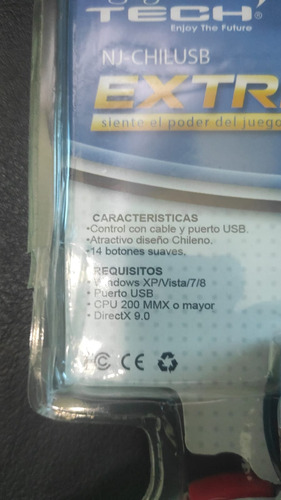 TECH®
Enjoy The Future
NJ-CHILUSB
siente el poder del juego
CARACTERISTICAS
•Control con cable y puerto USB.
•Atractivo diseño Chileno.
•14 botones suaves.
REQUISITOS
• Windows XP/Vista/7/8
• Puerto USB
• CPU 200 MMX o mayor
• DirectX 9.0
FC CE